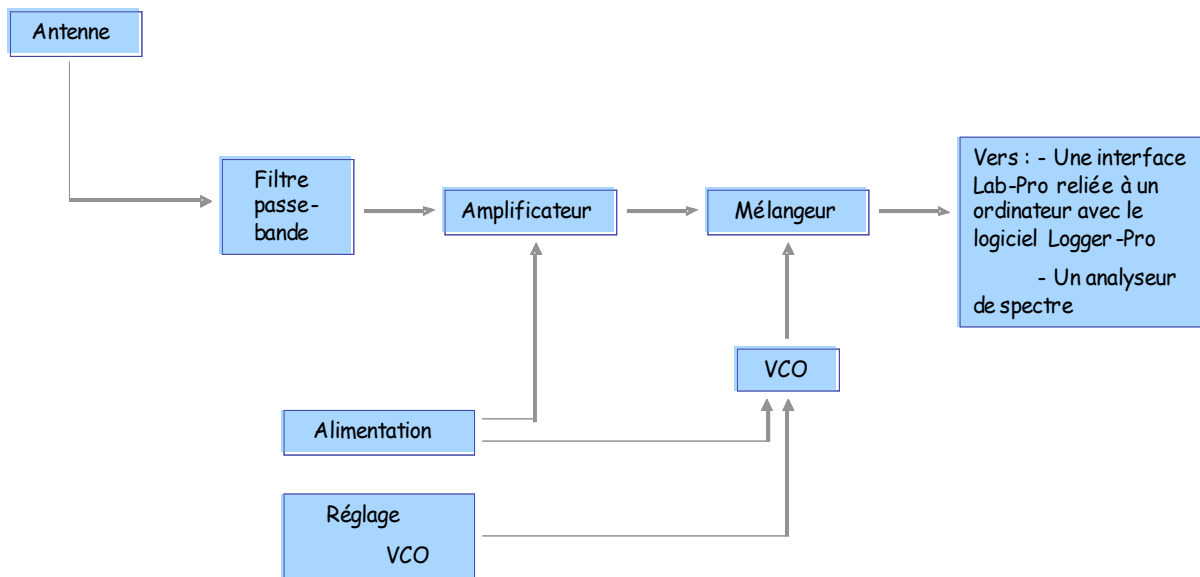 Antenne
Filtre
passe-
bande
Amplificateur
Mélangeur
Vers : - Une interface
Lab-Pro reliée à un
ordinateur avec le
logiciel Logger-Pro
- Un analyseur
de spectre
VCO
Alimentation
Réglage
VCO